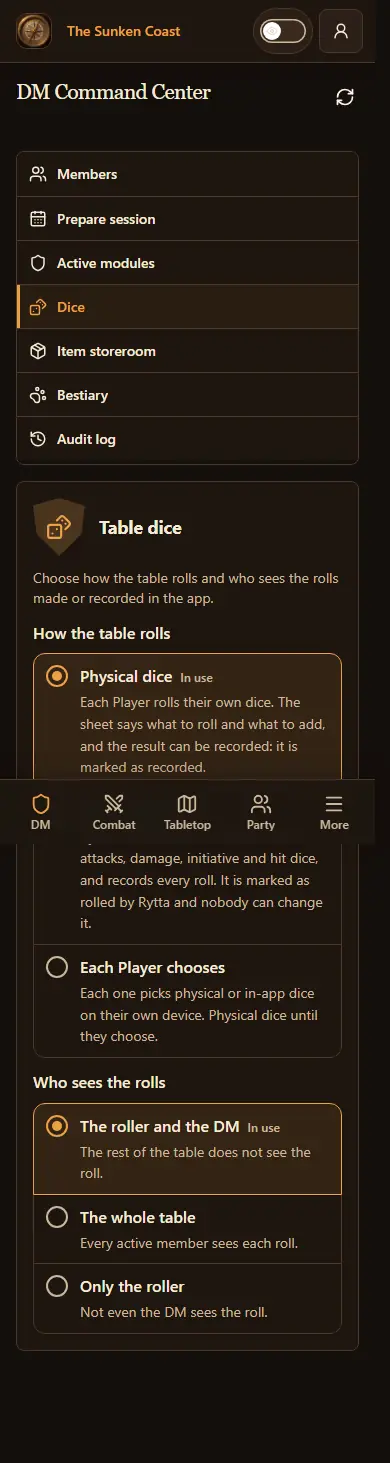 The Sunken Coast
DM Command Center
Members
Prepare session
Active modules
Dice
Item storeroom
Bestiary
Audit log
Table dice
Choose how the table rolls and who sees the rolls
made or recorded in the app.
How the table rolls
Physical dice In use
Each Player rolls their own dice. The
sheet says what to roll and what to add,
and the result can be recorded: it is
marked as recorded.
DM
Combat
Tabletop
Party
More
attacks, damage, initiative and hit dice,
and records every roll. It is marked as
rolled by Rytta and nobody can change
it.
Each Player chooses
Each one picks physical or in-app dice
on their own device. Physical dice until
they choose.
Who sees the rolls
The roller and the DM In use
The rest of the table does not see the
roll.
The whole table
Every active member sees each roll.
Only the roller
Not even the DM sees the roll.